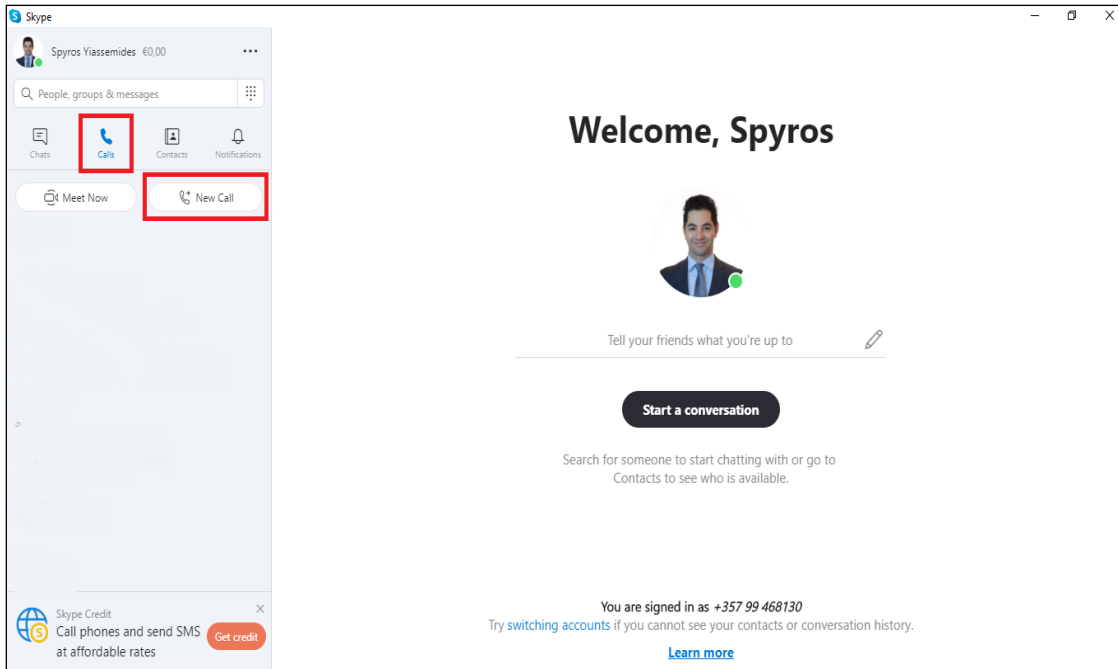 Skype
Spyros Yiassemides €0,00
People, groups & messages
Chats
Calls
Contacts
Notifications
Meet Now
New Call
Skype Credit
Call phones and send SMS
at affordable rates
Get credit
Welcome, Spyros
Tell your friends what you're up to
Start a conversation
Search for someone to start chatting with or go to
Contacts to see who is available.
You are signed in as +357 99 468130
Try switching accounts if you cannot see your contacts or conversation history.
Learn more